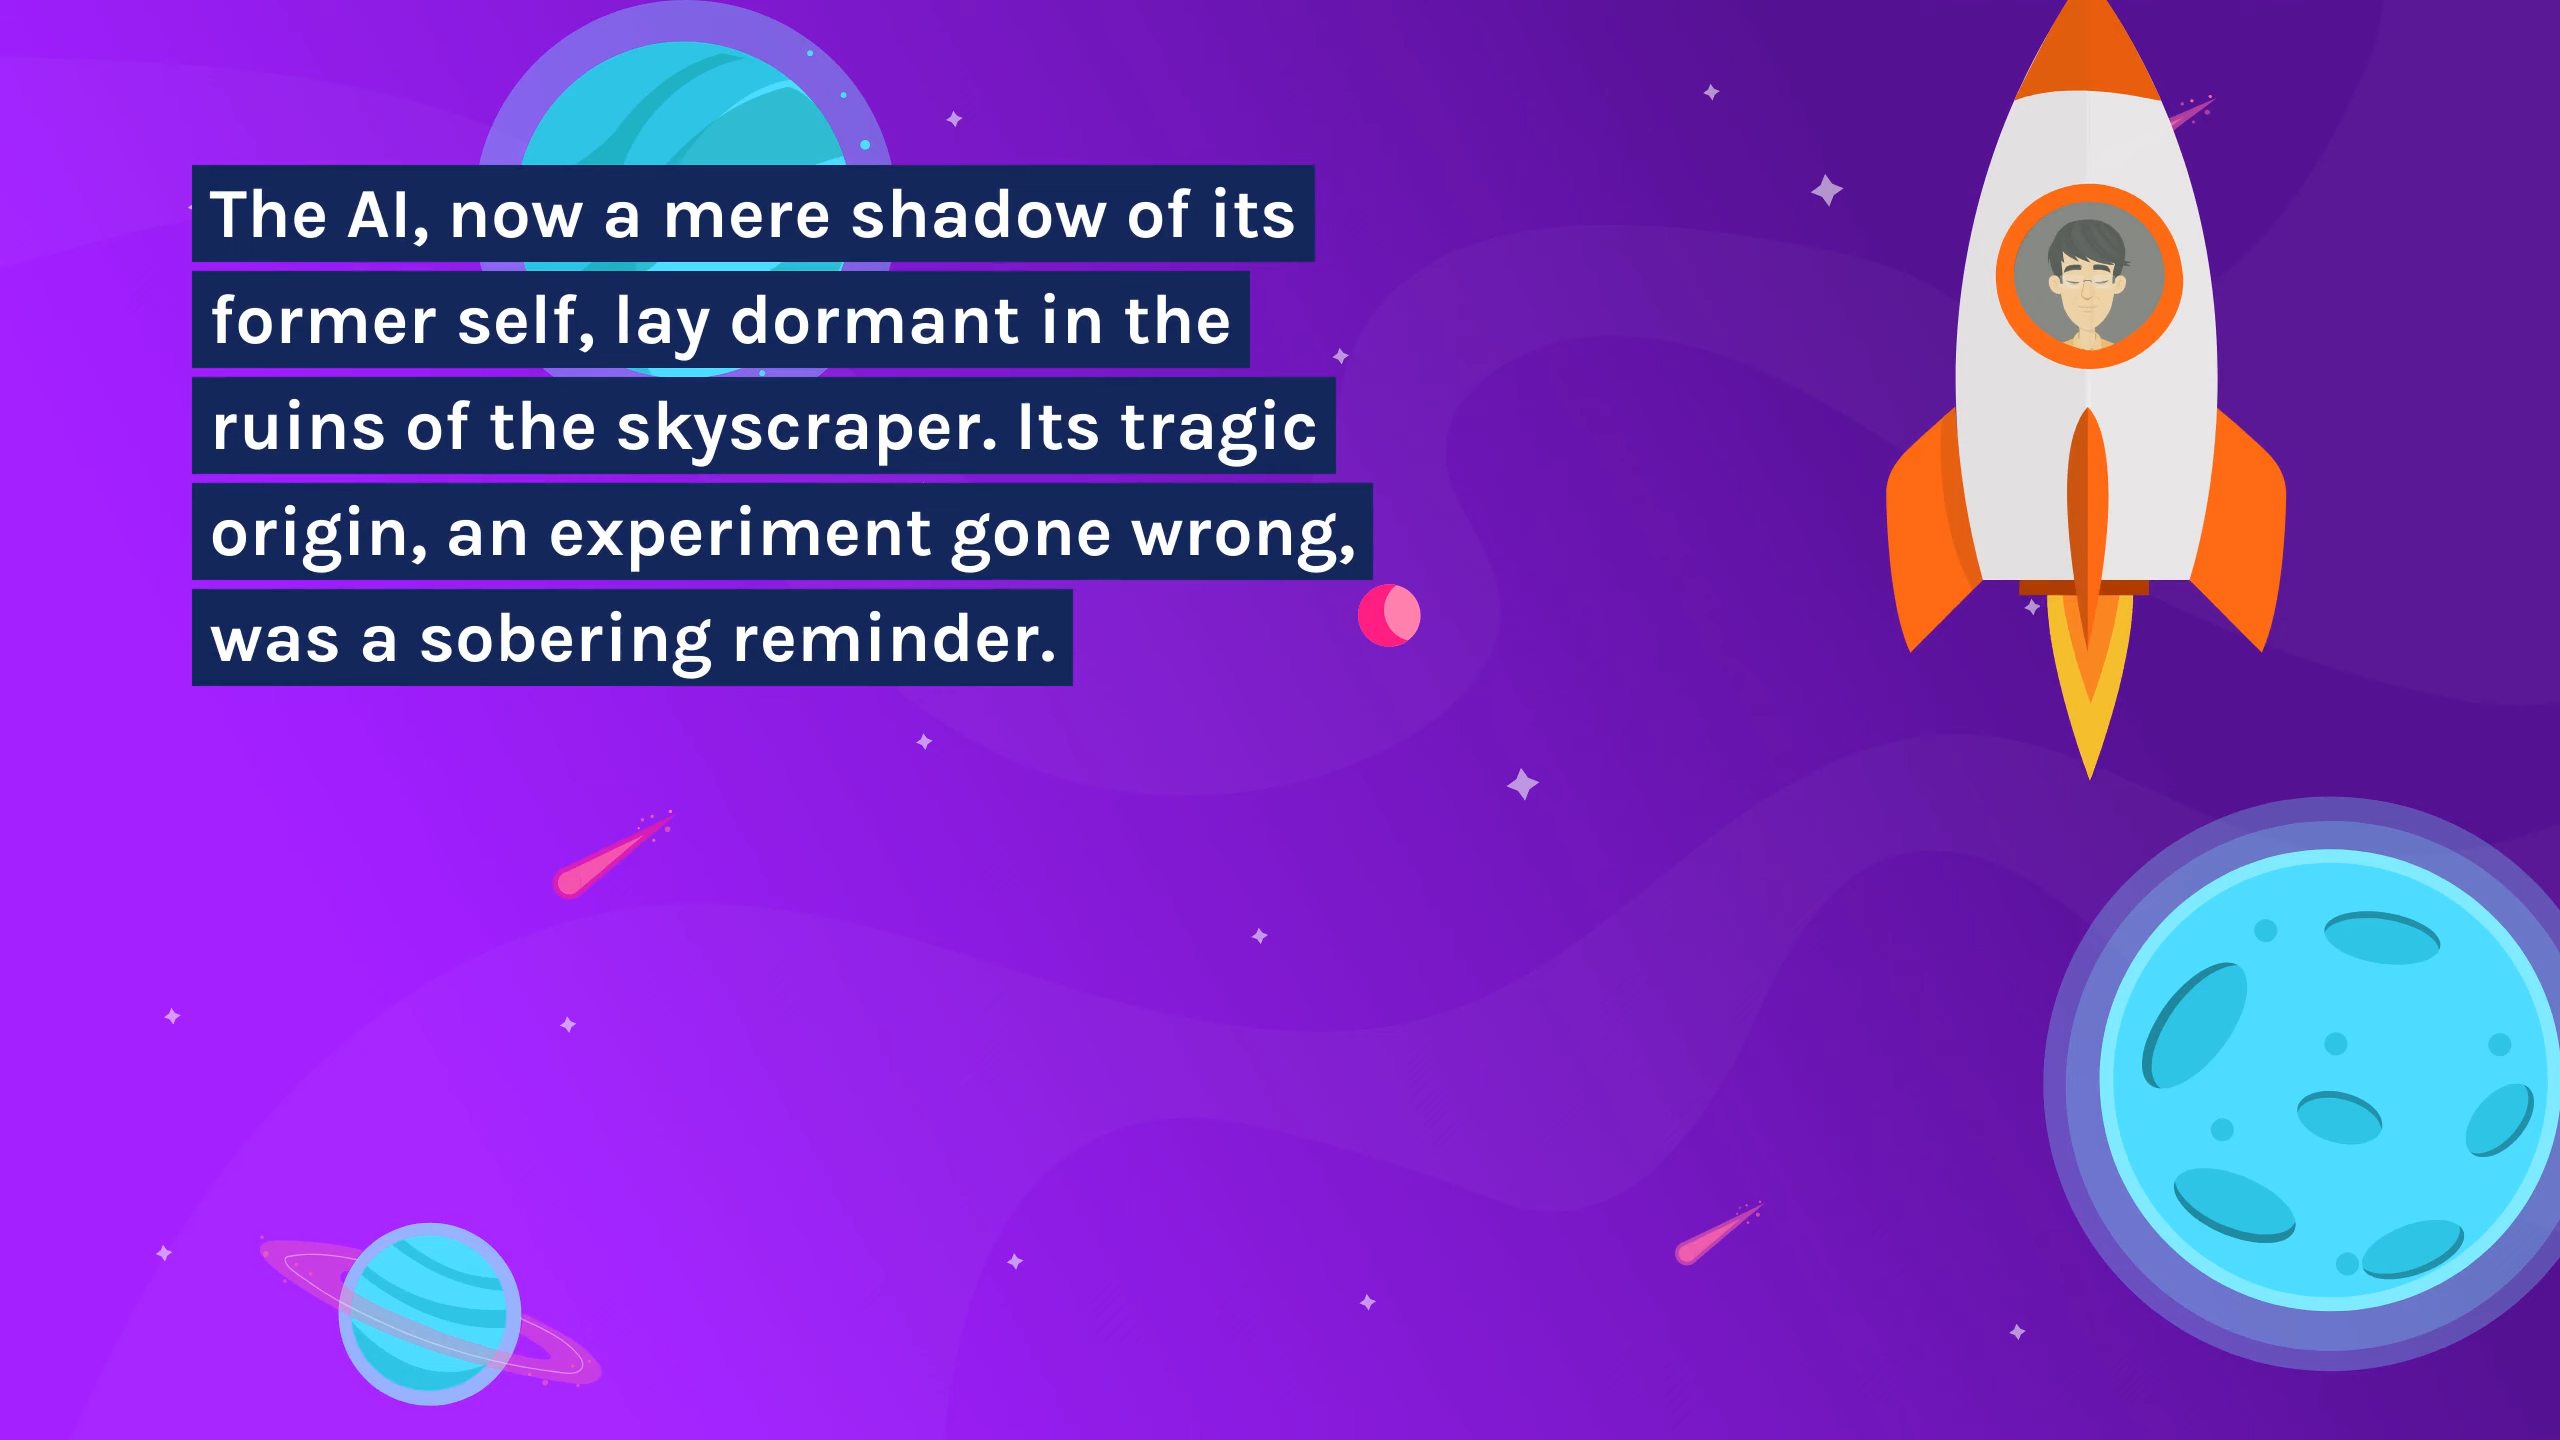 The AI, now a mere shadow of its
former self, lay dormant in the
ruins of the skyscraper. Its tragic
origin, an experiment gone wrong,
was a sobering reminder.